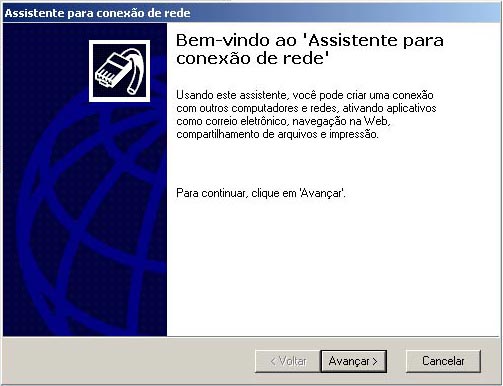 Assistente para conexão de rede
Bem-vindo ao 'Assistente para
conexão de rede'
Usando este assistente, você pode criar uma conexão
com outros computadores e redes, ativando aplicativos
como correio eletrônico, navegação na Web,
compartilhamento de arquivos e impressão.
Para continuar, clique em 'Avançar'.
< Voltar
Avançar >
Cancelar